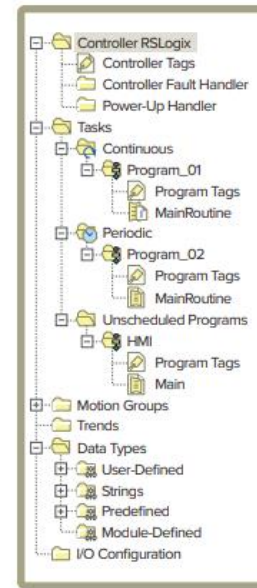 Controller RSLogix
Controller Tags
Controller Fault Handler
Power-Up Handler
Tasks
Continuous
Program_01
Program Tags
MainRoutine
Periodic
Program_02
Program Tags
MainRoutine
Unscheduled Programs
HMI
Program Tags
Main
Motion Groups
Trends
Data Types
User-Defined
Strings
Predefined
Module-Defined
I/O Configuration